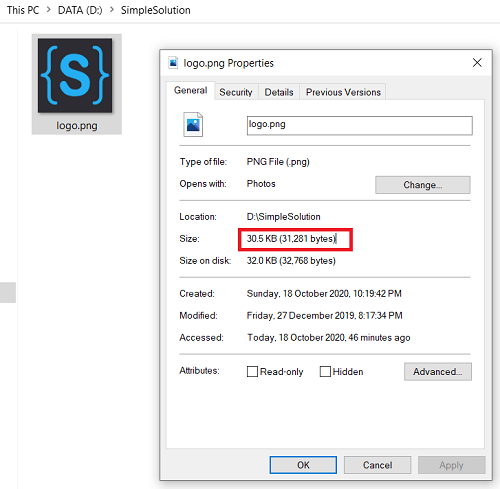 This PC > DATA (D:) > SimpleSolution
{S}
logo.png
logo.png Properties
General Security Details Previous Versions
logo.png
Type of file: PNG File (.png)
Opens with: Photos Change...
Location: D:\SimpleSolution
Size: 30.5 KB (31,281 bytes)
Size on disk: 32.0 KB (32,768 bytes)
Created: Sunday, 18 October 2020, 10:19:42 PM
Modified: Friday, 27 December 2019, 8:17:34 PM
Accessed: Today, 18 October 2020, 46 minutes ago
Attributes: Read-only Hidden Advanced...
OK Cancel Apply